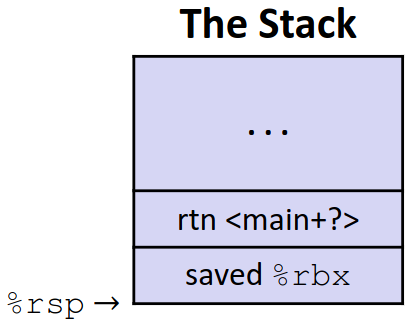 The Stack
...
rtn <main+?>
saved %rbx
%rsp →